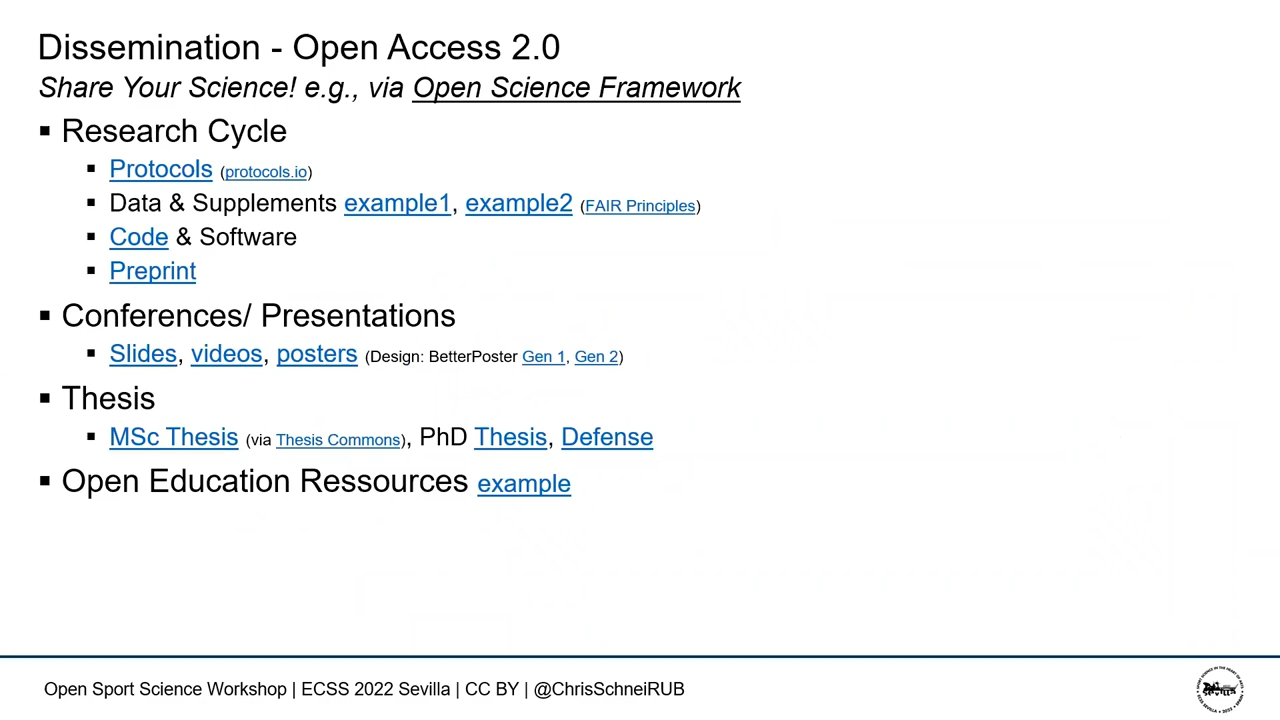 Dissemination - Open Access 2.0
Share Your Science! e.g., via Open Science Framework
▪ Research Cycle
▪ Protocols (protocols.io)
▪ Data & Supplements example1, example2 (FAIR Principles)
▪ Code & Software
▪ Preprint
▪ Conferences/ Presentations
▪ Slides, videos, posters (Design: BetterPoster Gen 1, Gen 2)
▪ Thesis
▪ MSc Thesis (via Thesis Commons), PhD Thesis, Defense
▪ Open Education Ressources example
Open Sport Science Workshop | ECSS 2022 Sevilla | CC BY | @ChrisSchneiRUB